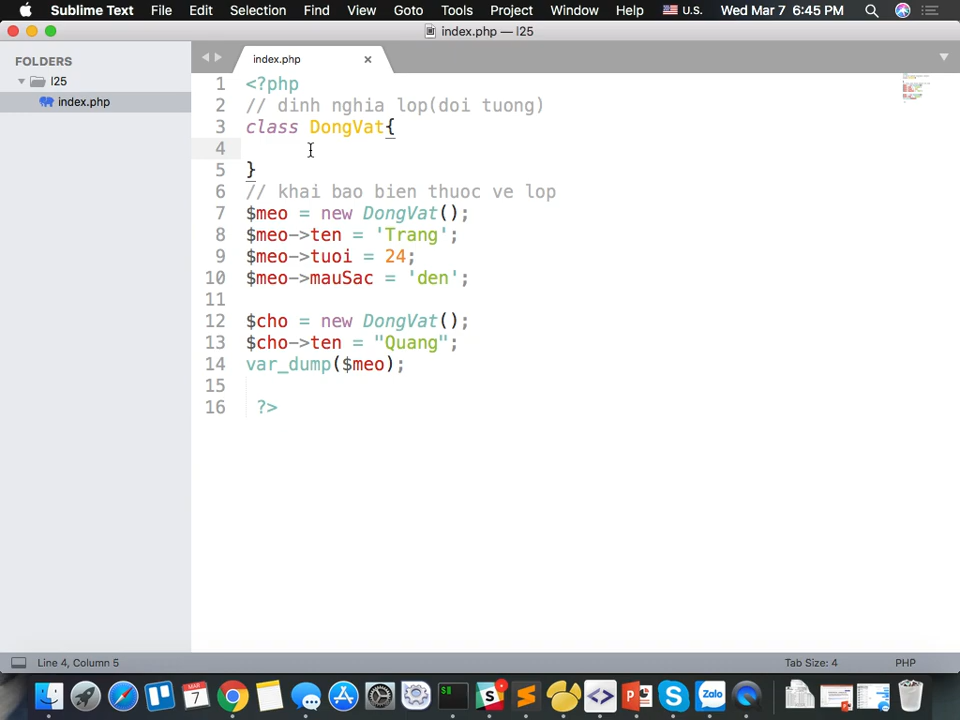 Sublime Text File Edit Selection Find View Goto Tools Project Window Help U.S. Wed Mar 7 6:45 PM
index.php — l25
FOLDERS
l25
index.php
index.php
1 <?php
2 // dinh nghia lop(doi tuong)
3 class DongVat{
4
5 }
6 // khai bao bien thuoc ve lop
7 $meo = new DongVat();
8 $meo->ten = 'Trang';
9 $meo->tuoi = 24;
10 $meo->mauSac = 'den';
11
12 $cho = new DongVat();
13 $cho->ten = "Quang";
14 var_dump($meo);
15
16 ?>
Line 4, Column 5 Tab Size: 4 PHP
MAR
7
Zalo